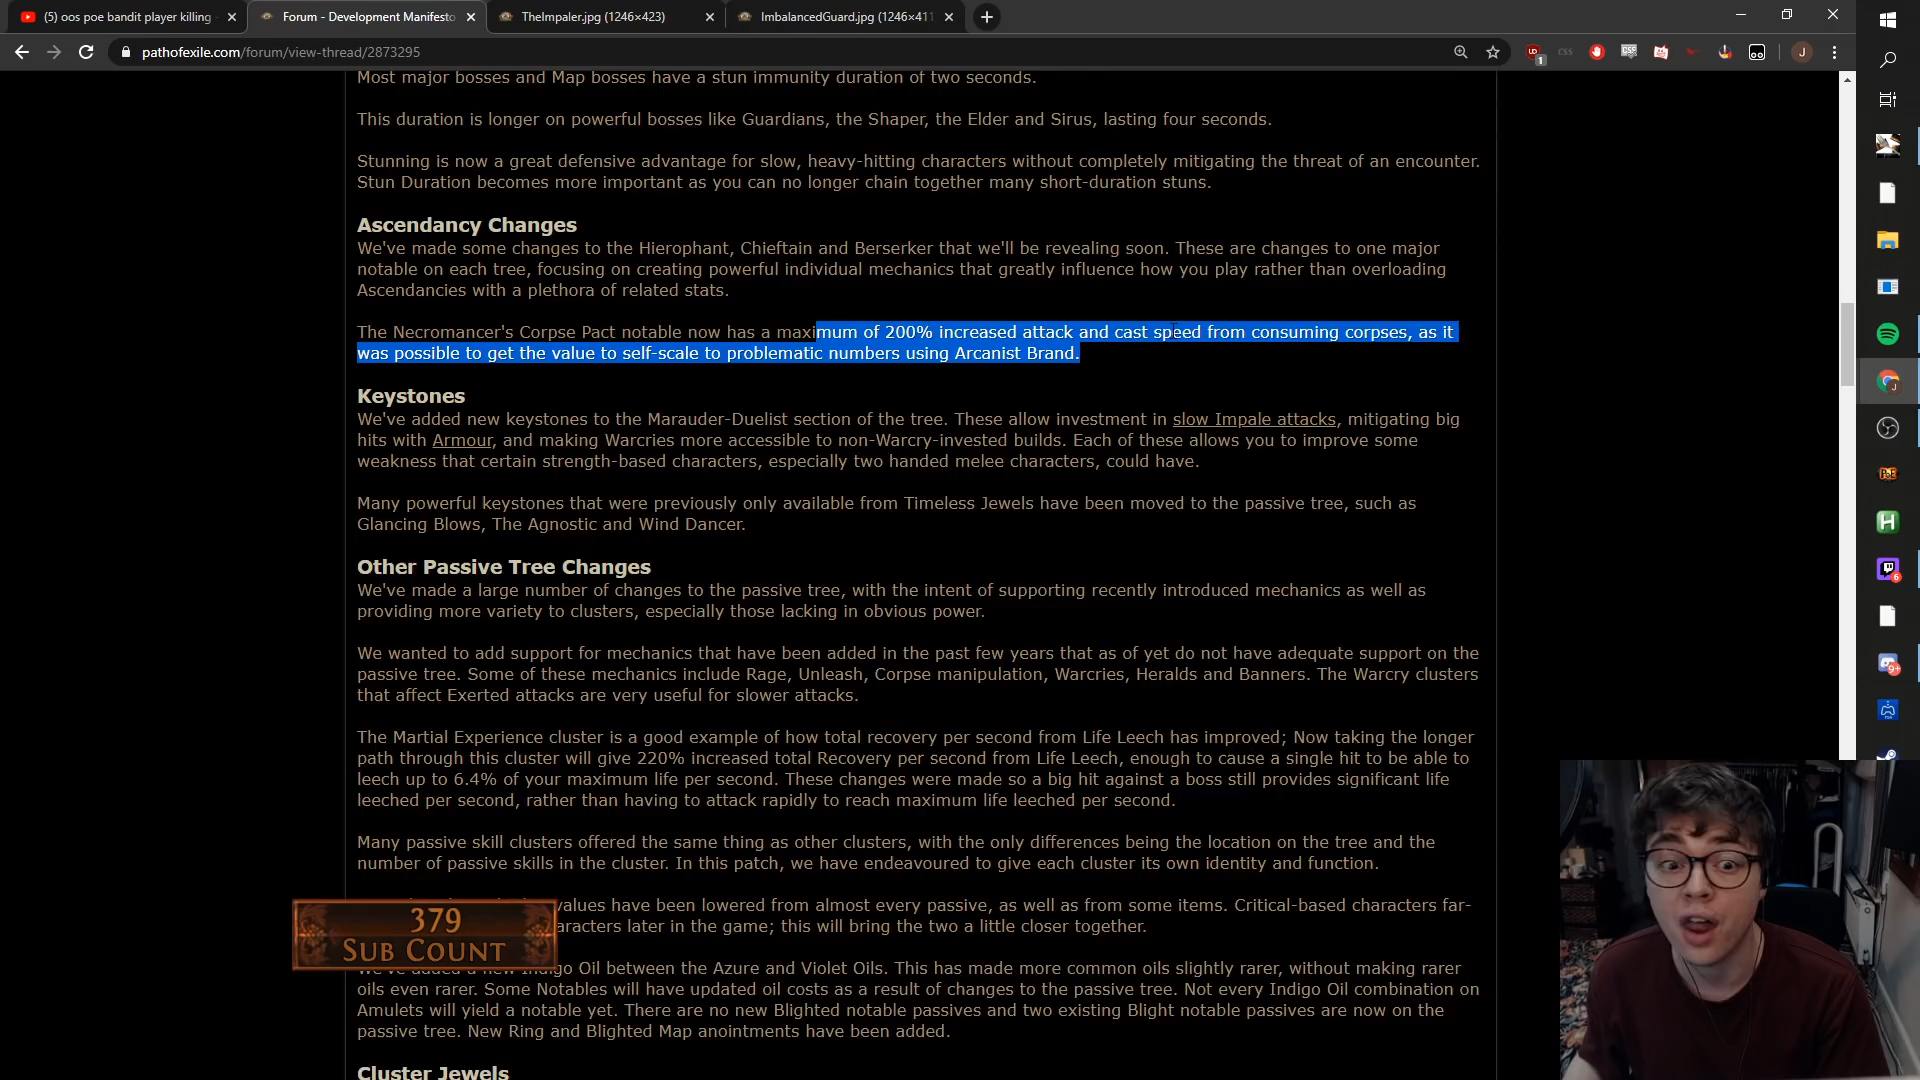 (5) oos poe bandit player killing
Forum - Development Manifesto
TheImpaler.jpg (1246×423)
ImbalancedGuard.jpg (1246×411
pathofexile.com/forum/view-thread/2873295
Most major bosses and Map bosses have a stun immunity duration of two seconds.
This duration is longer on powerful bosses like Guardians, the Shaper, the Elder and Sirus, lasting four seconds.
Stunning is now a great defensive advantage for slow, heavy-hitting characters without completely mitigating the threat of an encounter.
Stun Duration becomes more important as you can no longer chain together many short-duration stuns.
Ascendancy Changes
We've made some changes to the Hierophant, Chieftain and Berserker that we'll be revealing soon. These are changes to one major
notable on each tree, focusing on creating powerful individual mechanics that greatly influence how you play rather than overloading
Ascendancies with a plethora of related stats.
The Necromancer's Corpse Pact notable now has a maximum of 200% increased attack and cast speed from consuming corpses, as it
was possible to get the value to self-scale to problematic numbers using Arcanist Brand.
Keystones
We've added new keystones to the Marauder-Duelist section of the tree. These allow investment in slow Impale attacks, mitigating big
hits with Armour, and making Warcries more accessible to non-Warcry-invested builds. Each of these allows you to improve some
weakness that certain strength-based characters, especially two handed melee characters, could have.
Many powerful keystones that were previously only available from Timeless Jewels have been moved to the passive tree, such as
Glancing Blows, The Agnostic and Wind Dancer.
Other Passive Tree Changes
We've made a large number of changes to the passive tree, with the intent of supporting recently introduced mechanics as well as
providing more variety to clusters, especially those lacking in obvious power.
We wanted to add support for mechanics that have been added in the past few years that as of yet do not have adequate support on the
passive tree. Some of these mechanics include Rage, Unleash, Corpse manipulation, Warcries, Heralds and Banners. The Warcry clusters
that affect Exerted attacks are very useful for slower attacks.
The Martial Experience cluster is a good example of how total recovery per second from Life Leech has improved; Now taking the longer
path through this cluster will give 220% increased total Recovery per second from Life Leech, enough to cause a single hit to be able to
leech up to 6.4% of your maximum life per second. These changes were made so a big hit against a boss still provides significant life
leeched per second, rather than having to attack rapidly to reach maximum life leeched per second.
Many passive skill clusters offered the same thing as other clusters, with the only differences being the location on the tree and the
number of passive skills in the cluster. In this patch, we have endeavoured to give each cluster its own identity and function.
values have been lowered from almost every passive, as well as from some items. Critical-based characters far-
aracters later in the game; this will bring the two a little closer together.
379
SUB COUNT
We've added a new Indigo Oil between the Azure and Violet Oils. This has made more common oils slightly rarer, without making rarer
oils even rarer. Some Notables will have updated oil costs as a result of changes to the passive tree. Not every Indigo Oil combination on
Amulets will yield a notable yet. There are no new Blighted notable passives and two existing Blight notable passives are now on the
passive tree. New Ring and Blighted Map anointments have been added.
Cluster Jewels